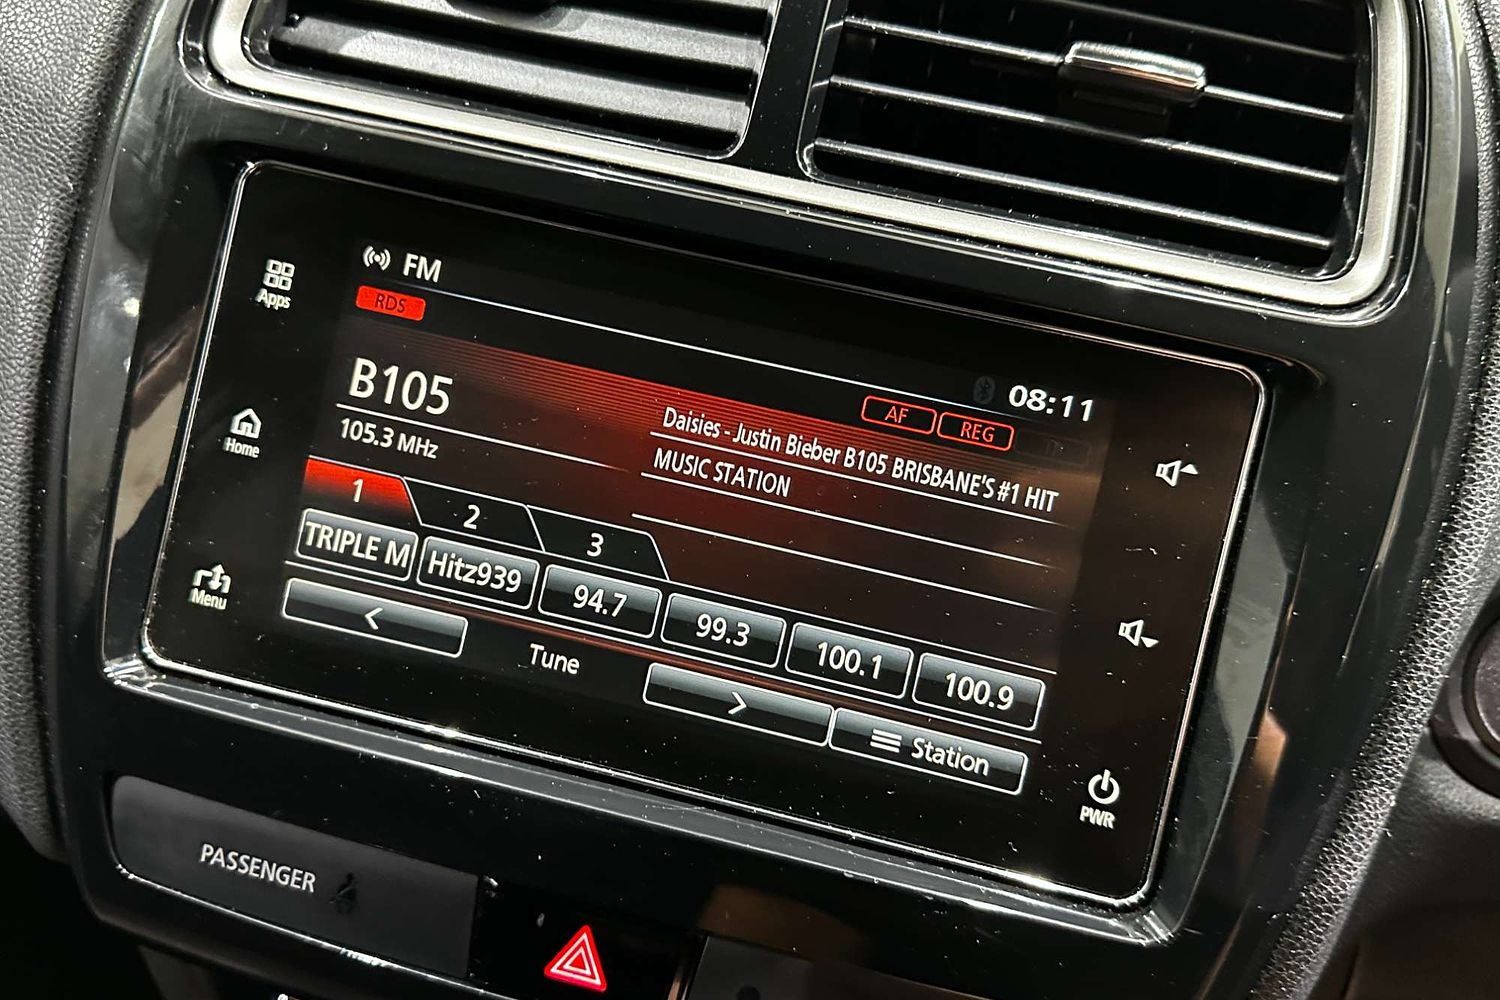 FM
RDS
Apps
08:11
AF
REG
B105
105.3 MHz
Daisies - Justin Bieber B105 BRISBANE'S #1 HIT
MUSIC STATION
Home
1
2
3
TRIPLE M
Hitz939
94.7
99.3
100.1
100.9
Menu
<
Tune
>
Station
PWR
PASSENGER